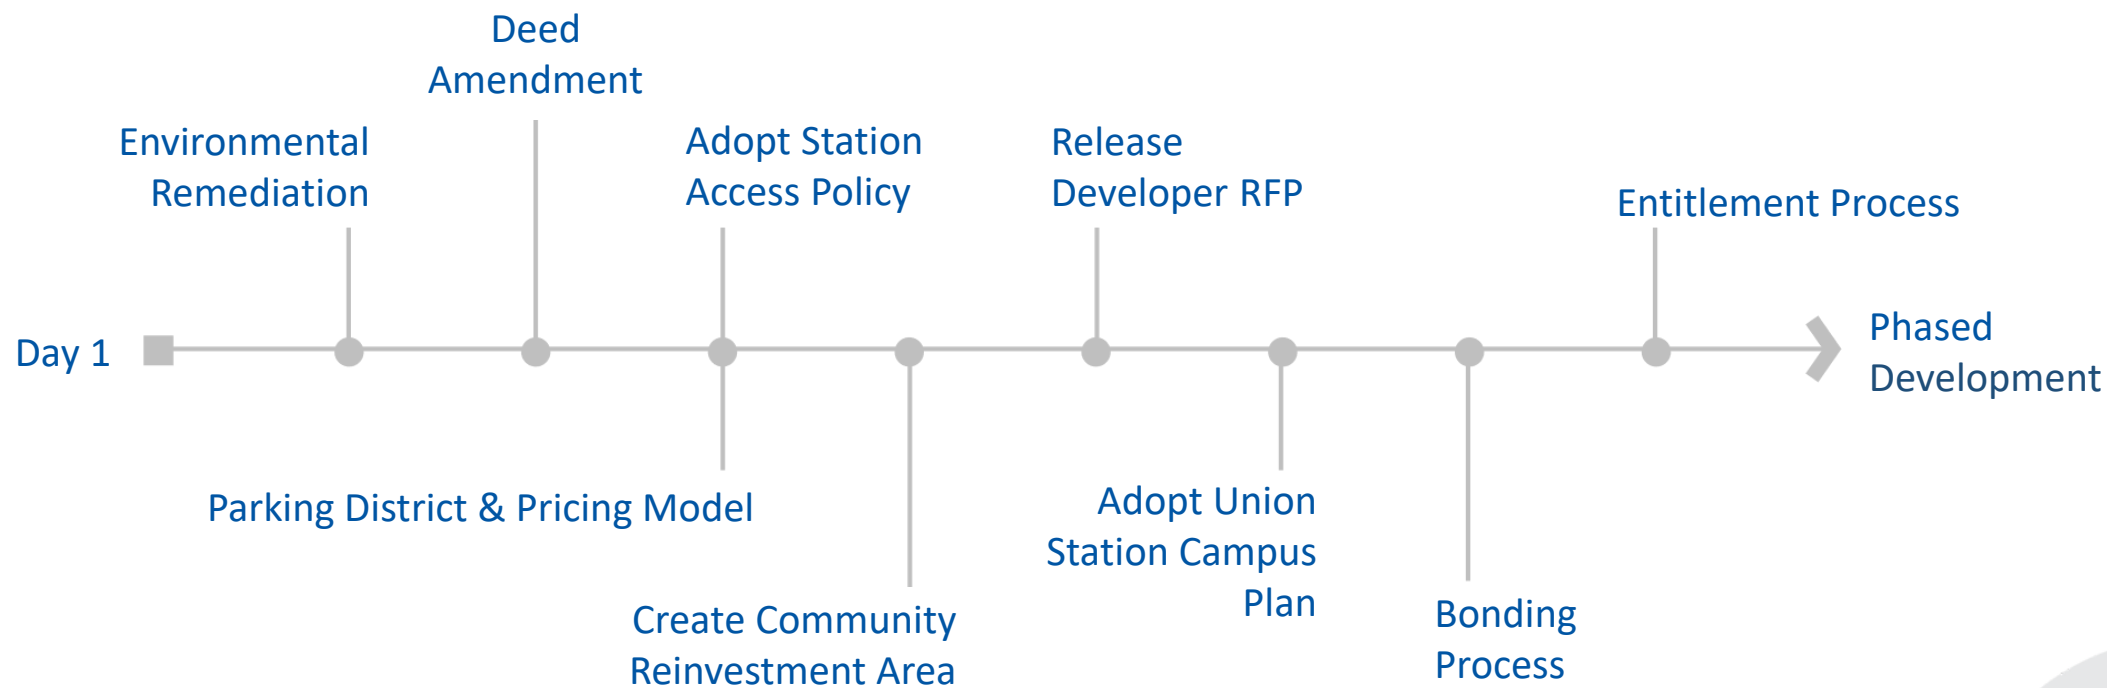 Deed
Amendment
Environmental
Remediation
Adopt Station
Access Policy
Release
Developer RFP
Entitlement Process
Day 1
Phased
Development
Parking District & Pricing Model
Adopt Union
Station Campus
Plan
Create Community
Reinvestment Area
Bonding
Process